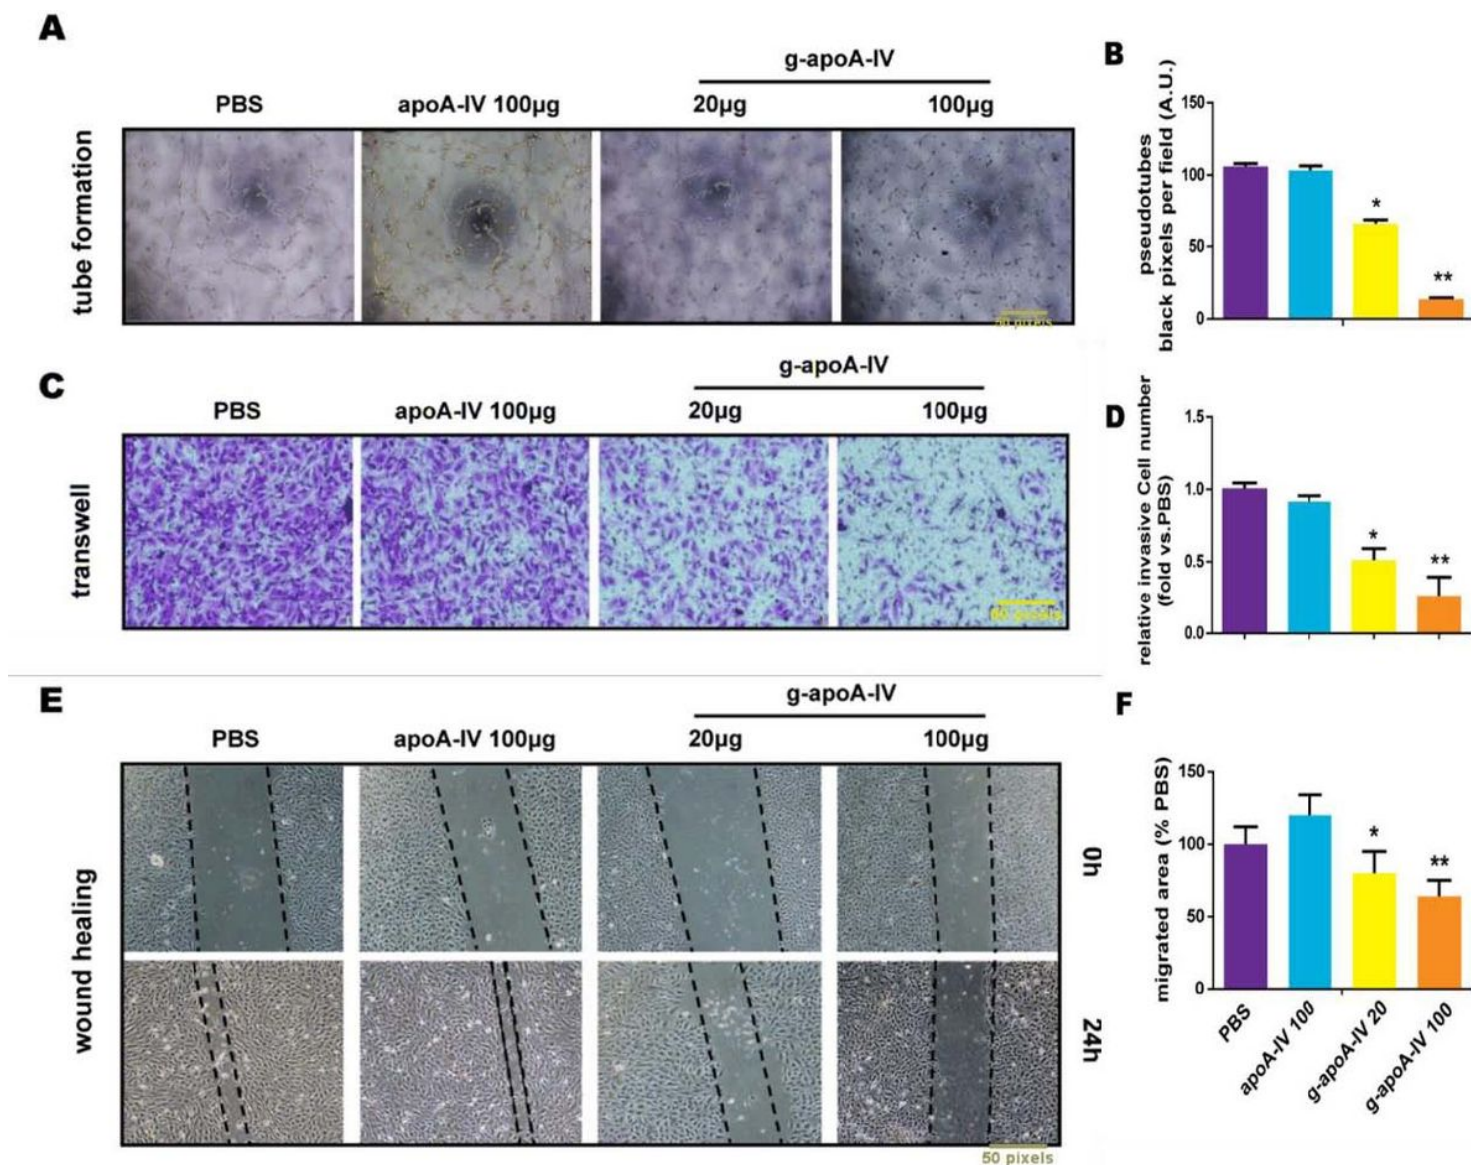 A
g-apoA-IV
PBS
apoA-IV 100µg
20µg
100µg
tube formation
50 pixels
B
pseudotubes
black pixels per field (A.U.)
150
100
50
0
*
**
C
g-apoA-IV
PBS
apoA-IV 100µg
20µg
100µg
transwell
50 pixels
D
relative invasive Cell number
(fold vs.PBS)
1.5
1.0
0.5
0.0
*
**
E
g-apoA-IV
PBS
apoA-IV 100µg
20µg
100µg
wound healing
0h
24h
50 pixels
F
migrated area (% PBS)
150
100
50
0
*
**
PBS
apoA-IV 100
g-apoA-IV 20
g-apoA-IV 100